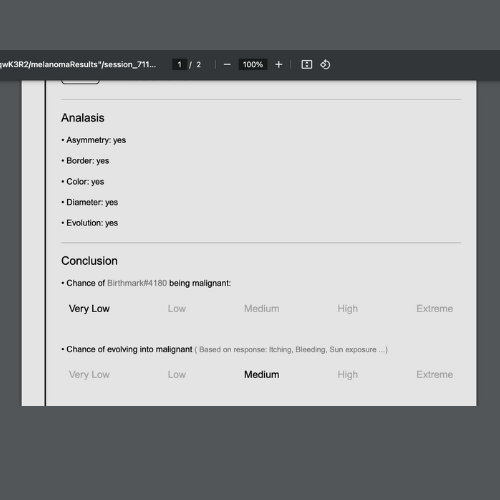 qwK3R2/melanomaResults"/session_711...
1 / 2
100%
Analasis
• Asymmetry: yes
• Border: yes
• Color: yes
• Diameter: yes
• Evolution: yes
Conclusion
• Chance of Birthmark#4180 being malignant:
Very Low Low Medium High Extreme
• Chance of evolving into malignant ( Based on response: Itching, Bleeding, Sun exposure ...)
Very Low Low Medium High Extreme